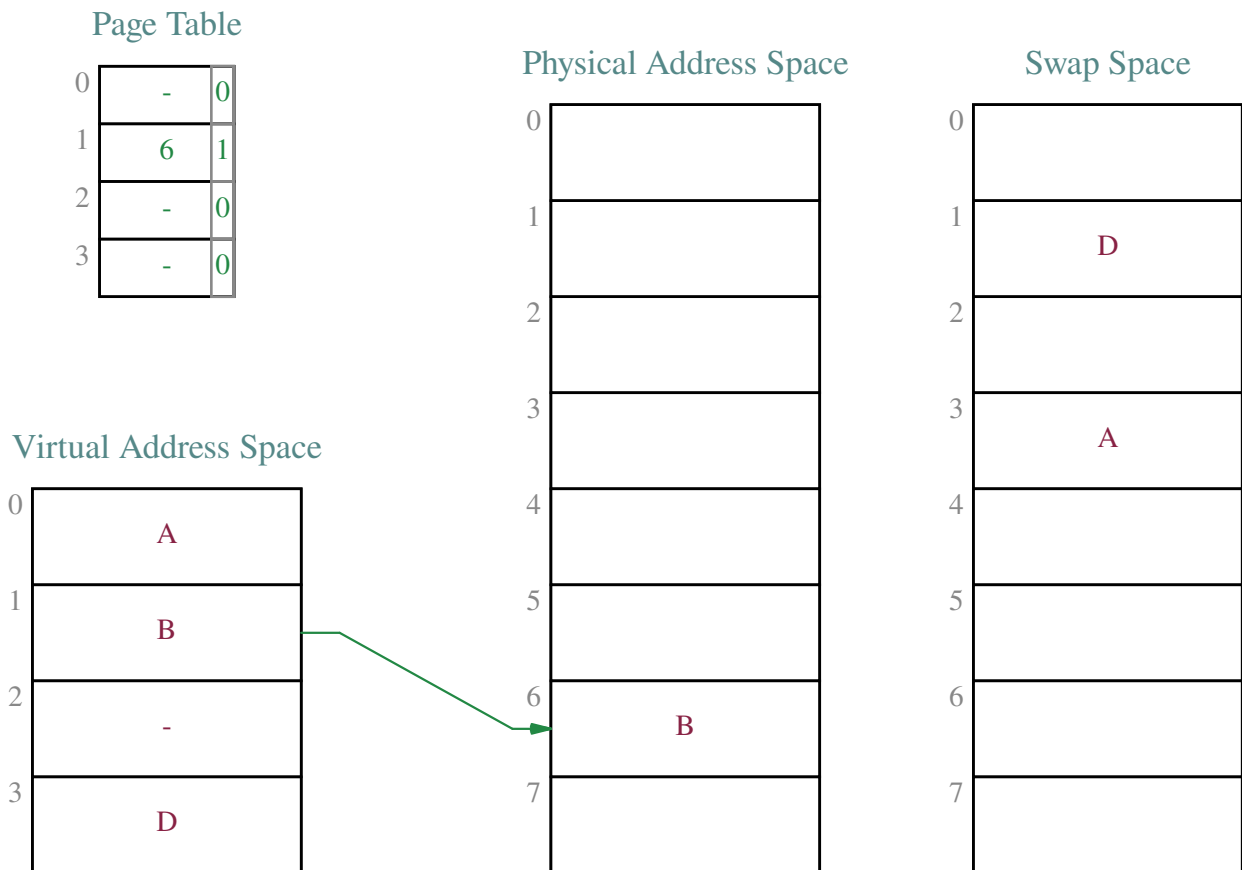 Page Table
0 - 0
1 6 1
2 - 0
3 - 0
Virtual Address Space
0 A
1 B
2 -
3 D
Physical Address Space
0
1
2
3
4
5
6 B
7
Swap Space
0
1 D
2
3 A
4
5
6
7